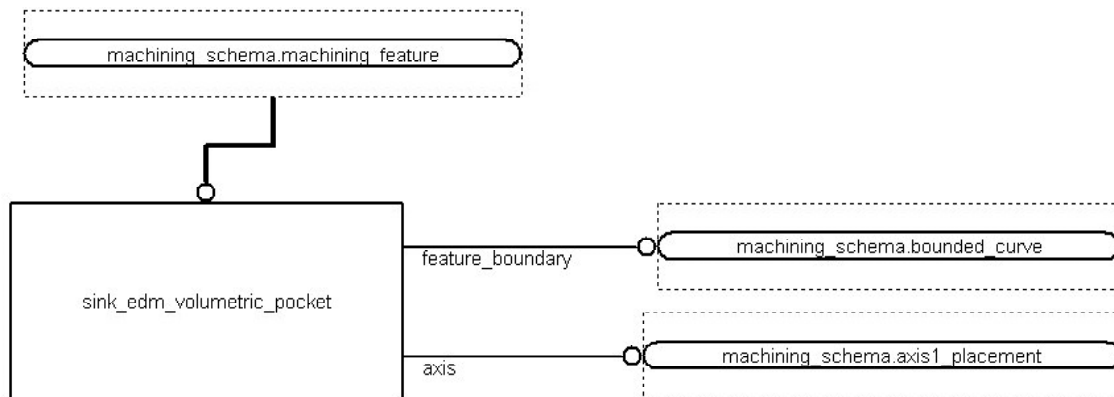 machining_schema.machining_feature
feature_boundary
machining_schema.bounded_curve
sink_edm_volumetric_pocket
axis
machining_schema.axis1_placement